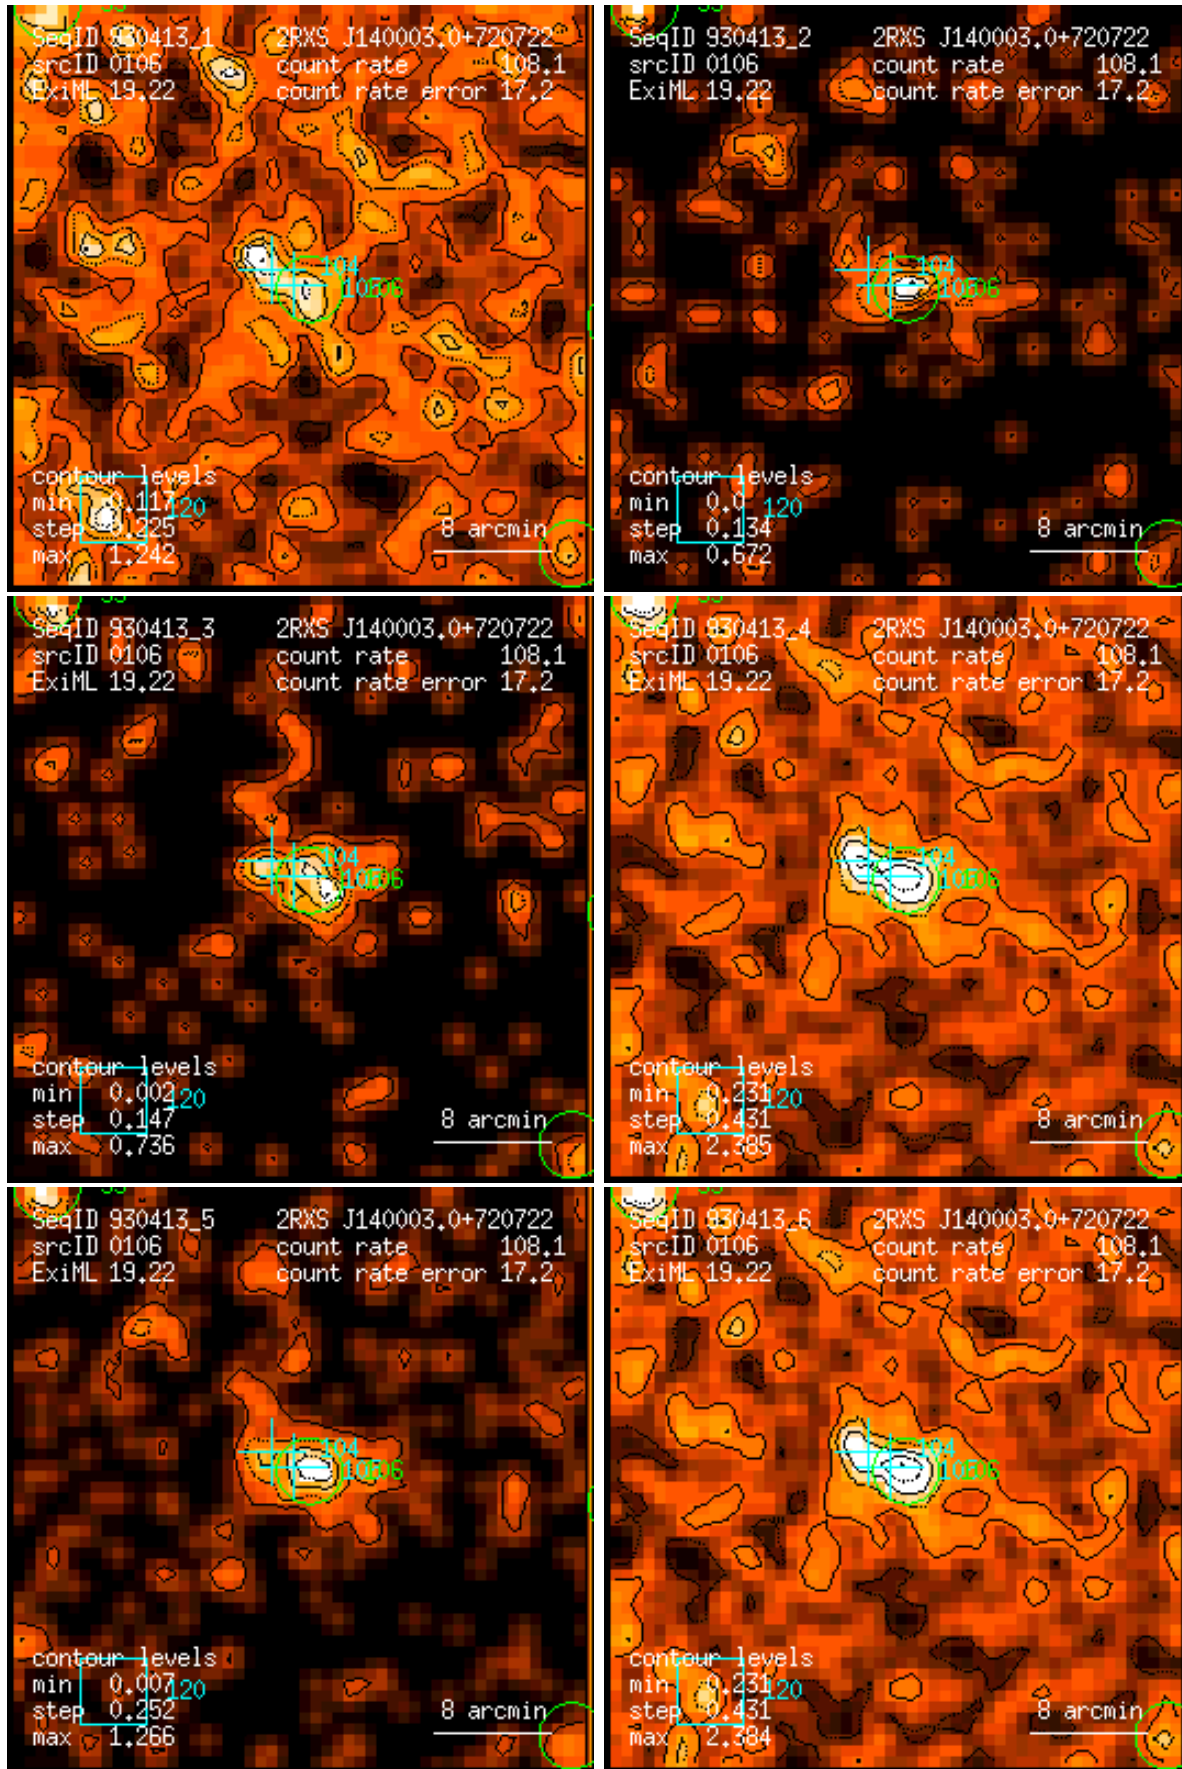 SeqID 930413_1 2RXS J140003.0+720722
srcID 0106 count rate 108.1
ExiML 19.22 count rate error 17.2
104
106
contour levels
min 0.117
120
step 0.225
max 1.242
8 arcmin
SeqID 930413_2 2RXS J140003.0+720722
srcID 0106 count rate 108.1
ExiML 19.22 count rate error 17.2
104
106
contour levels
min 0.0
120
step 0.134
max 0.672
8 arcmin
SeqID 930413_3 2RXS J140003.0+720722
srcID 0106 count rate 108.1
ExiML 19.22 count rate error 17.2
104
106
contour levels
min 0.002
120
step 0.147
max 0.736
8 arcmin
SeqID 930413_4 2RXS J140003.0+720722
srcID 0106 count rate 108.1
ExiML 19.22 count rate error 17.2
104
106
contour levels
min 0.231
120
step 0.431
max 2.385
8 arcmin
SeqID 930413_5 2RXS J140003.0+720722
srcID 0106 count rate 108.1
ExiML 19.22 count rate error 17.2
104
106
contour levels
min 0.007
120
step 0.252
max 1.266
8 arcmin
SeqID 930413_6 2RXS J140003.0+720722
srcID 0106 count rate 108.1
ExiML 19.22 count rate error 17.2
104
106
contour levels
min 0.231
120
step 0.431
max 2.384
8 arcmin